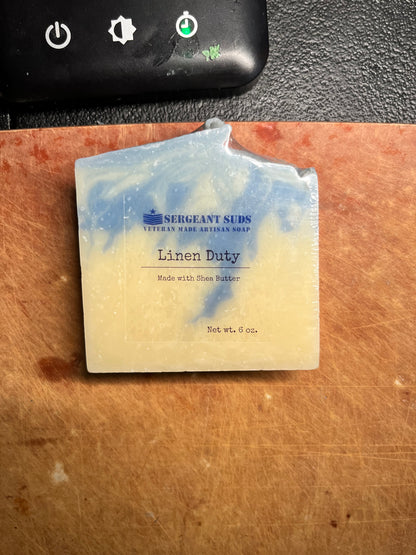 SERGEANT SUDS
VETERAN MADE ARTISAN SOAP
Linen Duty
Made with Shea Butter
Net wt. 6 oz.